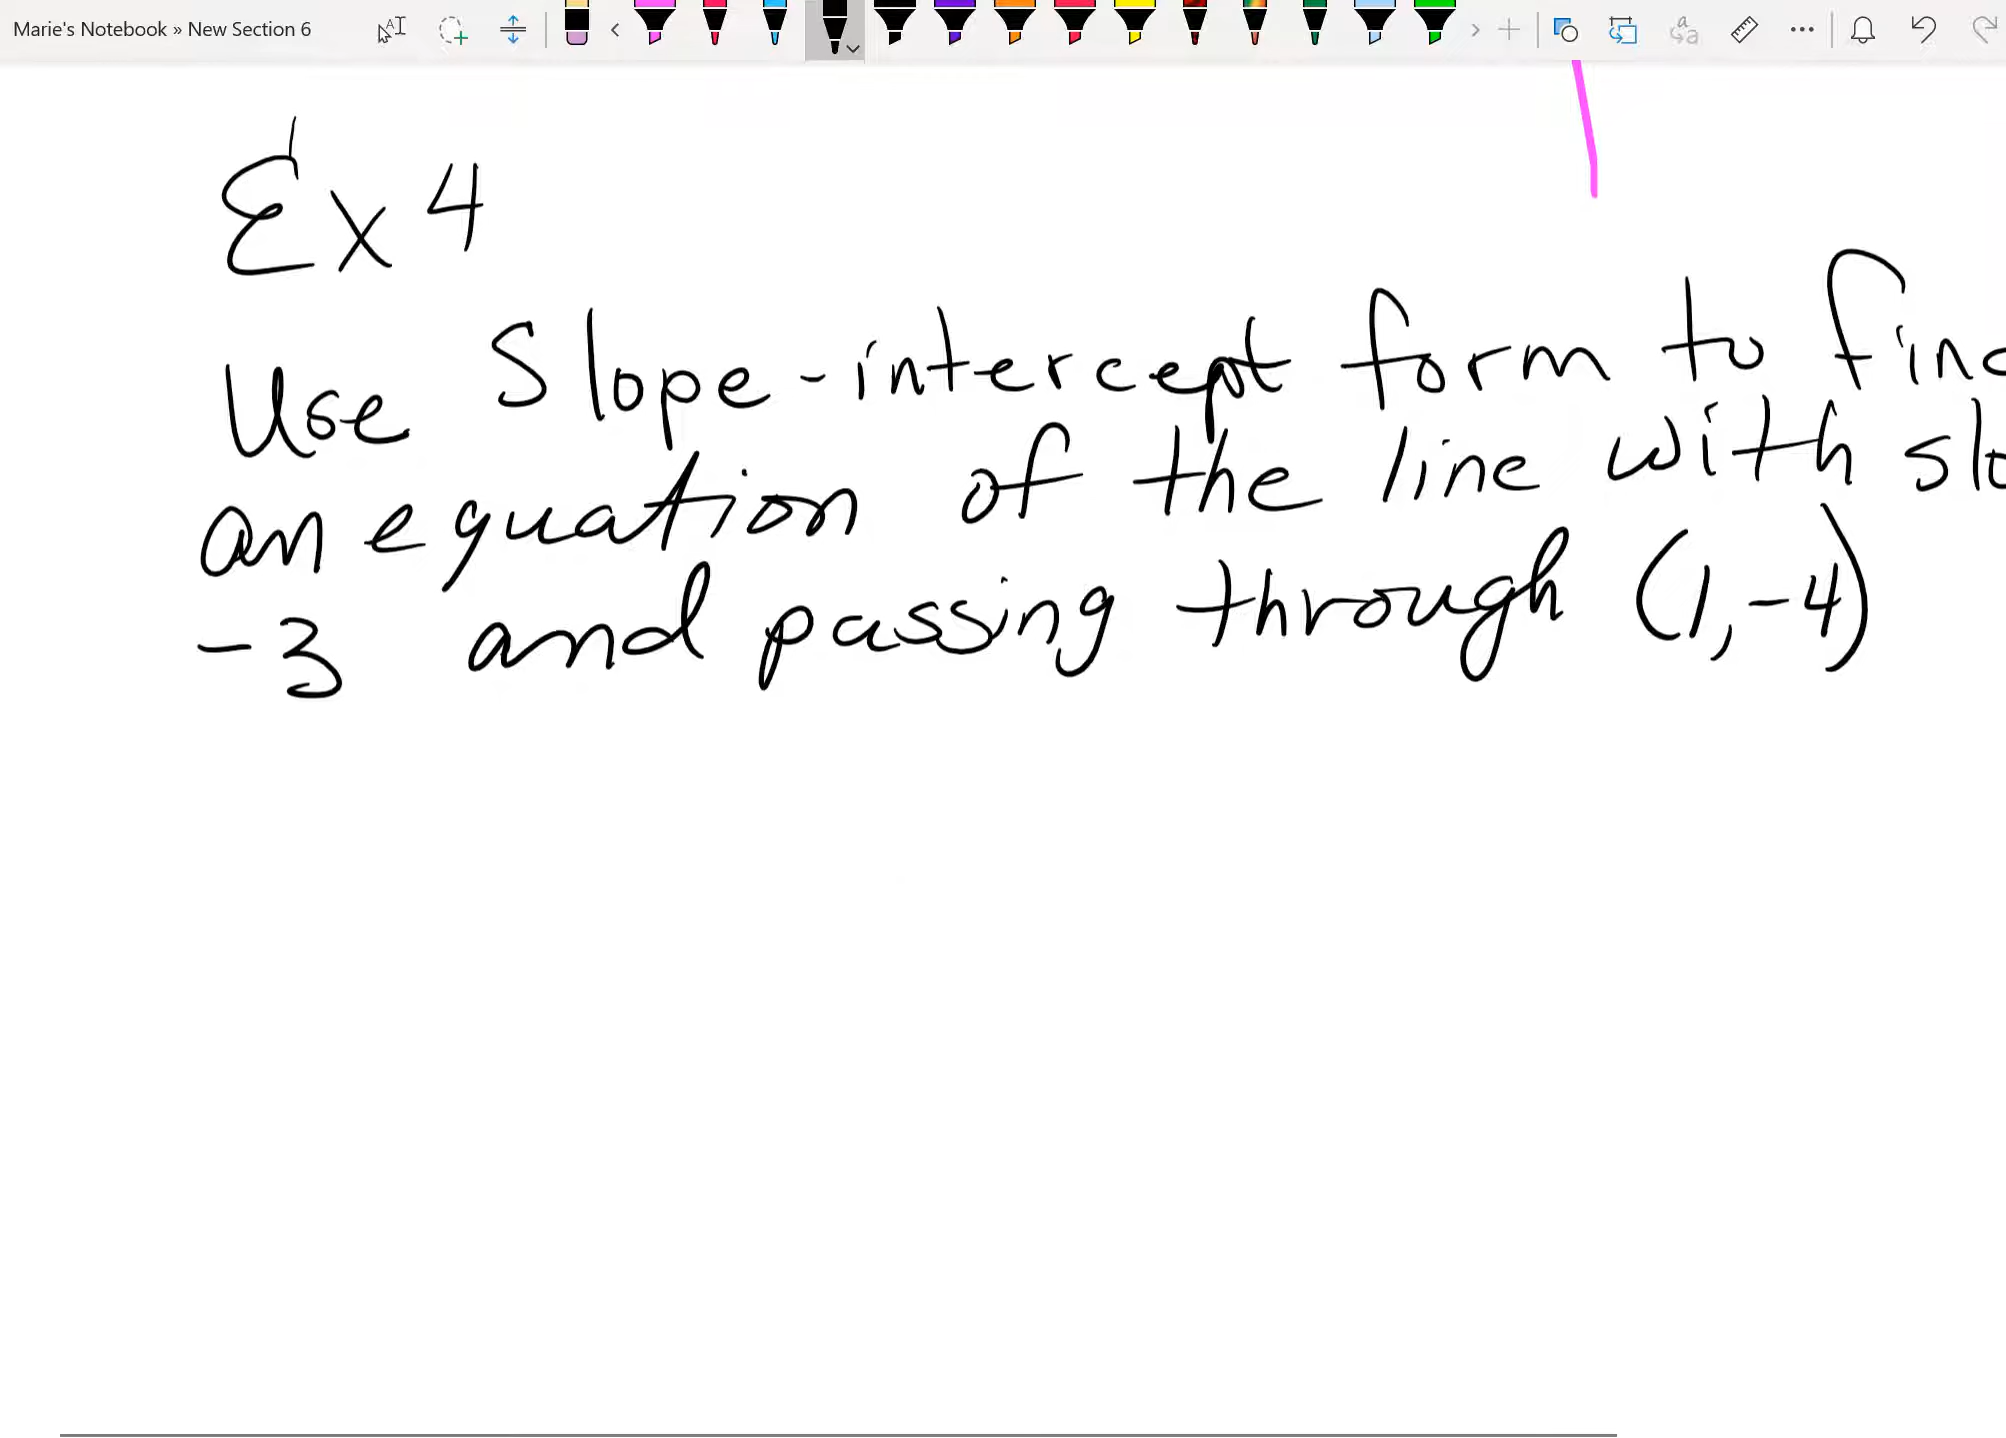 Marie's Notebook » New Section 6
Ex 4
Use Slope-intercept form to fin
an equation of the line with slo
-3 and passing through (1,-4)